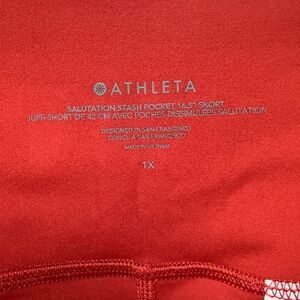 ATHLETA
SALUTATION STASH POCKET 16.5" SKORT
JUPE-SHORT DE 42 CM AVEC POCHES DISSIMULÉES SALUTATION
DESIGNED IN SAN FRANCISCO
CONÇU À SAN FRANCISCO
MADE IN VIETNAM
1X